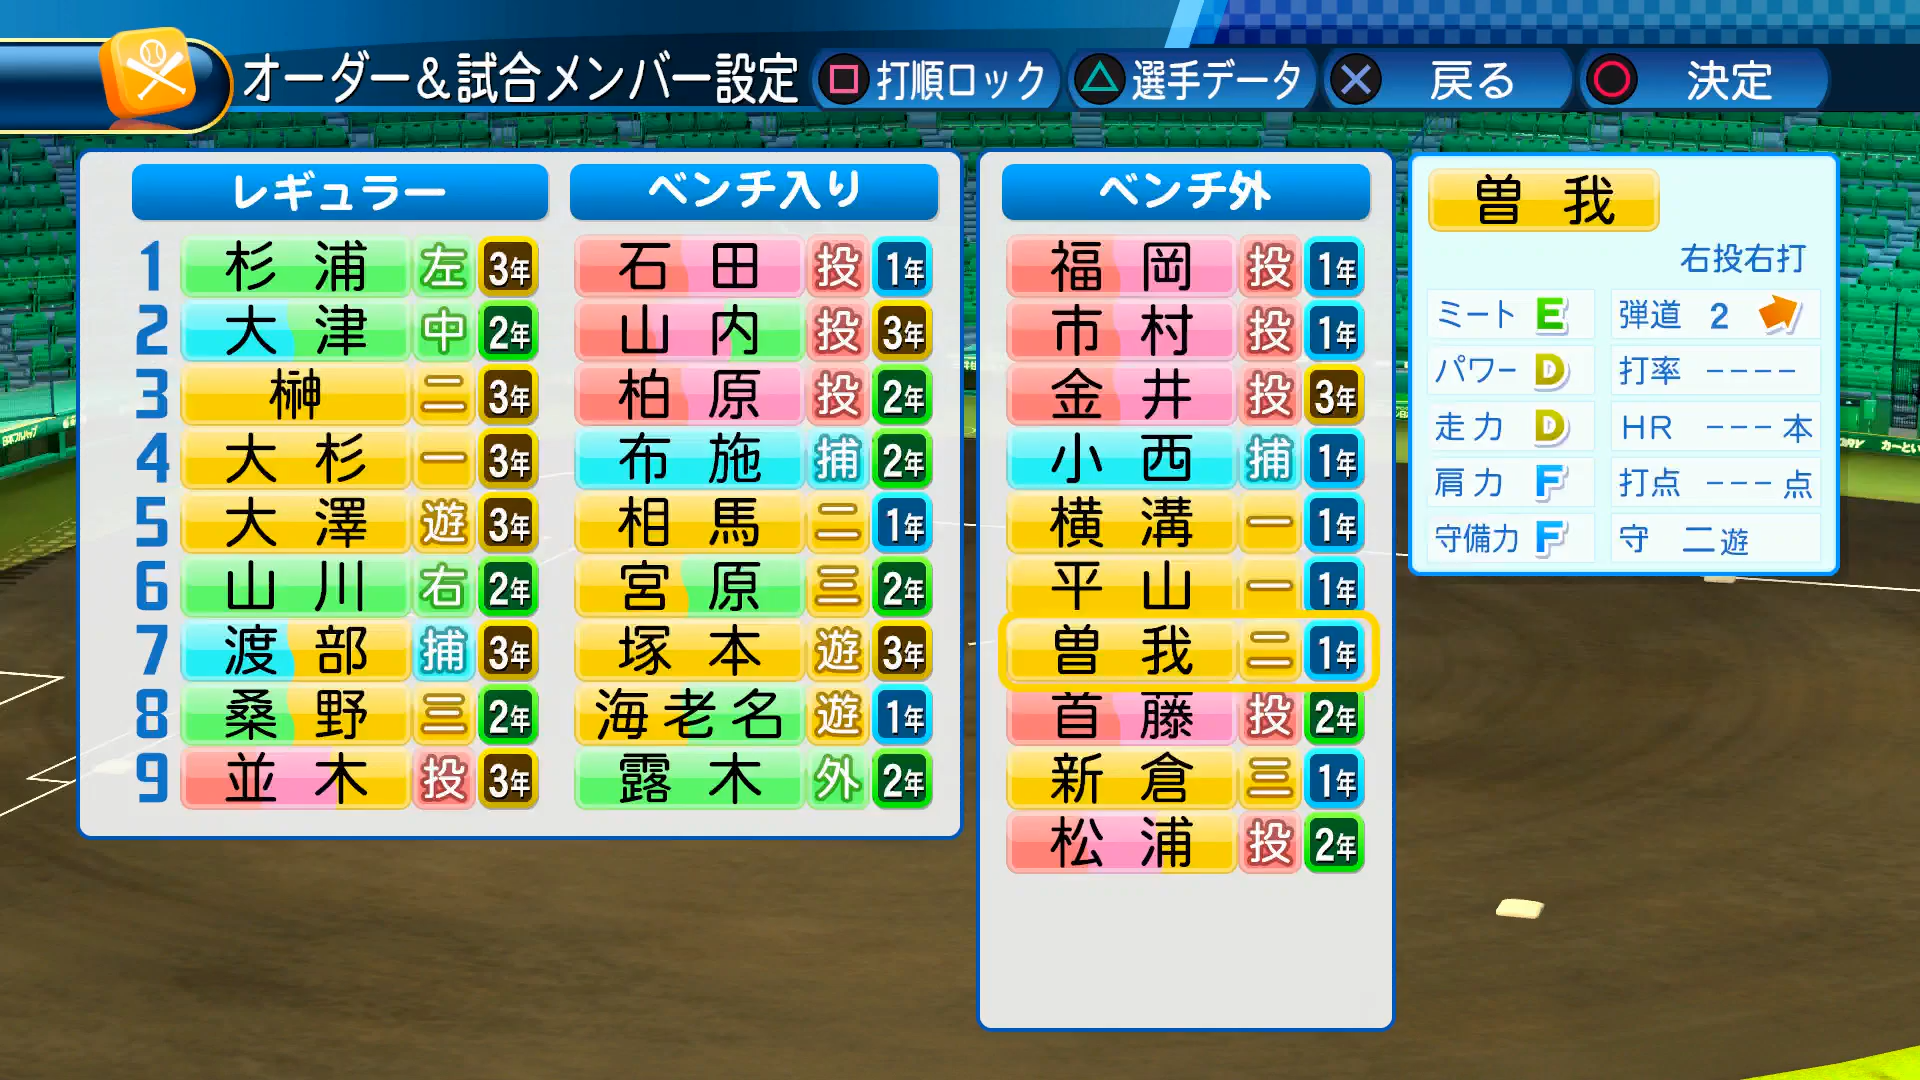 オーダー＆試合メンバー設定 打順ロック 選手データ 戻る 決定
レギュラー
1 杉浦 左 3年
2 大津 中 2年
3 榊 二 3年
4 大杉 一 3年
5 大澤 遊 3年
6 山川 右 2年
7 渡部 捕 3年
8 桑野 三 2年
9 並木 投 3年
ベンチ入り
石田 投 1年
山内 投 3年
柏原 投 2年
布施 捕 2年
相馬 二 1年
宮原 三 2年
塚本 遊 3年
海老名 遊 1年
露木 外 2年
ベンチ外
福岡 投 1年
市村 投 1年
金井 投 3年
小西 捕 1年
横溝 一 1年
平山 一 1年
曽我 二 1年
首藤 投 2年
新倉 三 1年
松浦 投 2年
曽我
右投右打
ミート E 弾道 2
パワー D 打率 ----
走力 D HR ---本
肩力 F 打点 ---点
守備力 F 守 二遊